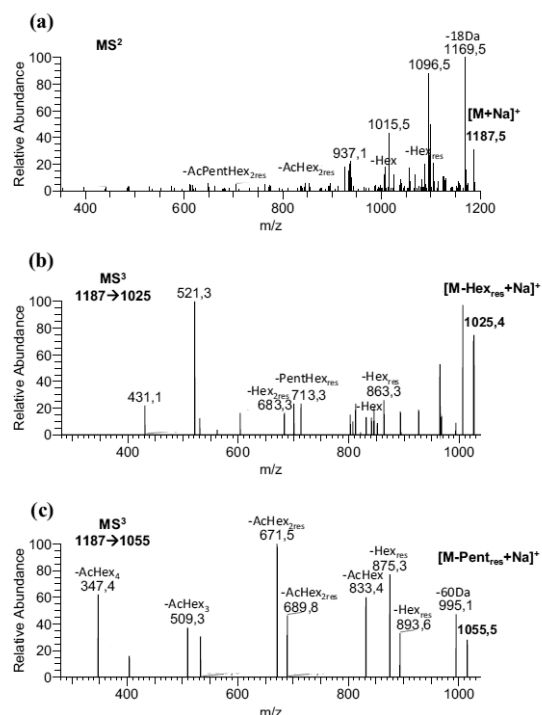 (a)
MS2
-18Da
1169,5
1096,5
[M+Na]+
1187,5
1015,5
-Hexres
937,1
-Hex
-AcHex2res
-AcPentHex2res
Relative Abundance
100
80
60
40
20
0
400
600
800
1000
1200
m/z
(b)
MS3
1187→1025
521,3
[M-Hexres+Na]+
1025,4
-PentHexres
713,3
-Hexres
863,3
-Hex2res
683,3
-Hex
431,1
Relative Abundance
100
80
60
40
20
0
400
600
800
1000
m/z
(c)
MS3
1187→1055
-AcHex2res
671,5
-Hexres
875,3
[M-Pentres+Na]+
-AcHex4
347,4
833,4
-60Da
995,1
1055,5
-AcHex3
509,3
-AcHex2res
689,8
-Hexres
893,6
Relative Abundance
100
80
60
40
20
0
400
600
800
1000
m/z